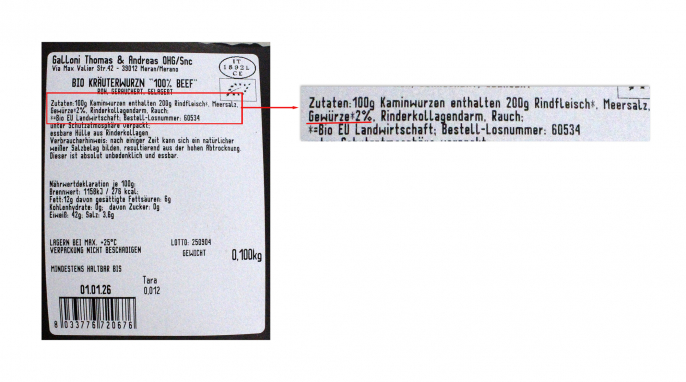 Galloni Thomas & Andreas OHG/Snc
Via Max Valier Str.42 - 39012 Meran/Merano
IT
CE
BIO KRÄUTERWURZN "100% BEEF"
ROH, GERÄUCHERT, GELAGERT
Zutaten:100g Kaminwurzen enthalten 200g Rindfleisch*, Meersalz,
Gewürze*2%, Rinderkollagendarm, Rauch;
*=Bio EU Landwirtschaft; Bestell-Losnummer: 60534
unter Schutzatmosphäre verpackt;
essbare Hülle aus Rinderkollagen
Verbraucherhinweis: nach einiger Zeit kann sich ein natürlicher
weißer Salzbelag bilden, resultierend aus der hohen Abtrocknung.
Dieser ist absolut unbedenklich und essbar.
Nährwertdeklaration je 100g:
Brennwert: 1158kJ / 276 kcal;
Fett:12g davon gesättigte Fettsäuren: 6g
Kohlenhydrate: 0g; davon Zucker: 0g
Eiweiß: 42g; Salz: 3,6g
LAGERN BEI MAX. +25°C
VERPACKUNG NICHT BESCHÄDIGEN
LOTTO: 250904
GEWICHT
0,100kg
MINDESTENS HALTBAR BIS
01.01.26
Tara
0,012
8 033776 720676
Zutaten:100g Kaminwurzen enthalten 200g Rindfleisch*, Meersalz,
Gewürze*2%, Rinderkollagendarm, Rauch;
*=Bio EU Landwirtschaft; Bestell-Losnummer: 60534